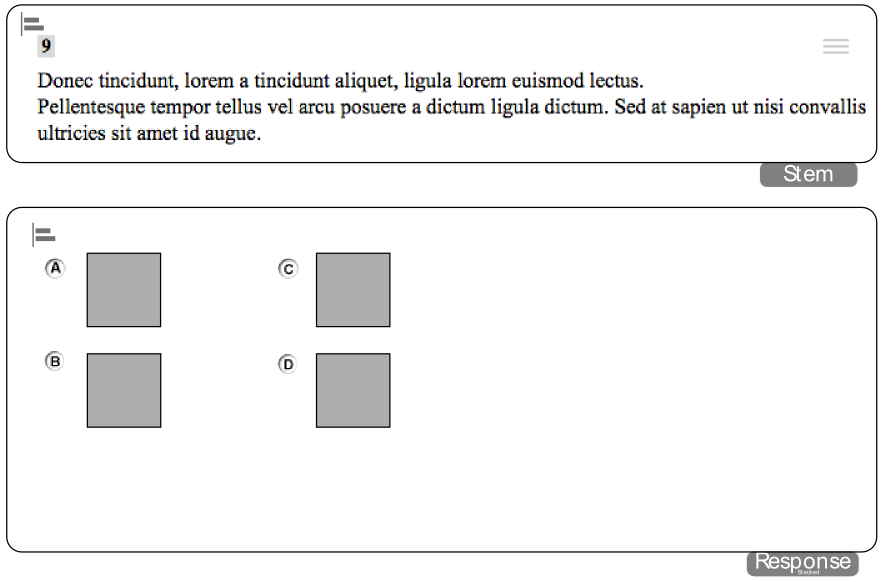 9
Donec tincidunt, lorem a tincidunt aliquet, ligula lorem euismod lectus.
Pellentesque tempor tellus vel arcu posuere a dictum ligula dictum. Sed at sapien ut nisi convallis
ultricies sit amet id augue.
Stem
A
B
C
D
Response
Stacked